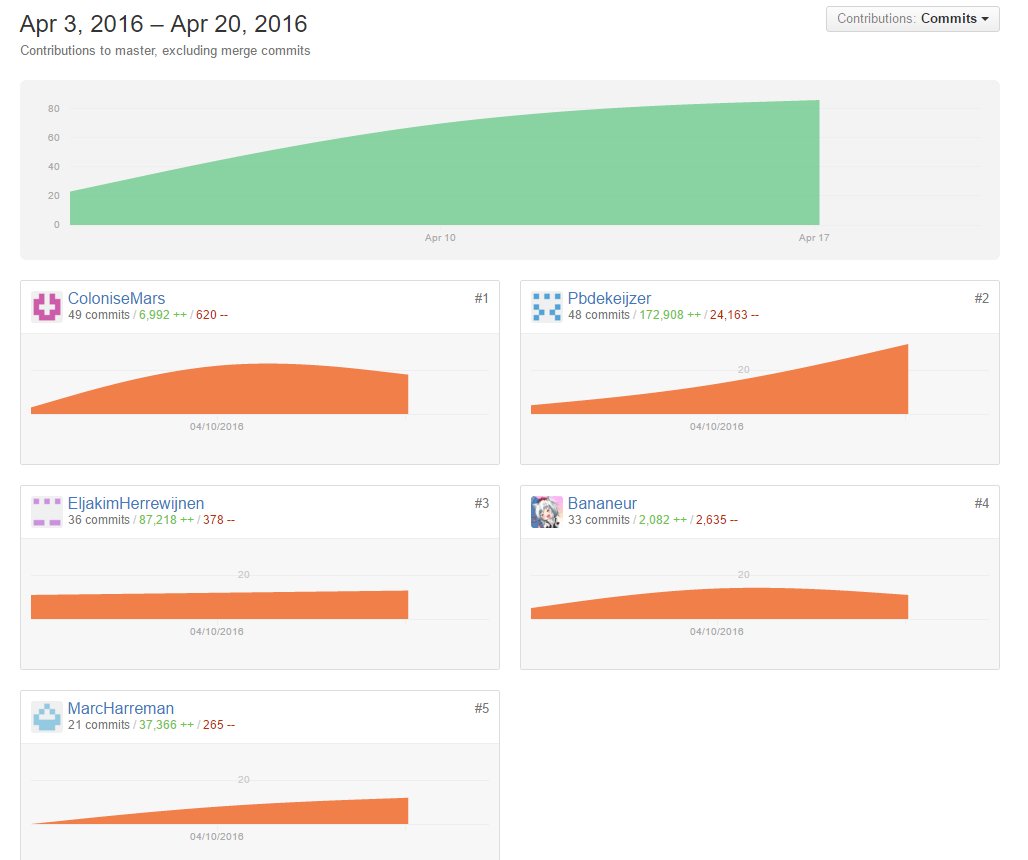 Apr 3, 2016 – Apr 20, 2016
Contributions: Commits
Contributions to master, excluding merge commits
80
60
40
20
0
Apr 10
Apr 17
ColoniseMars
#1
49 commits / 6,992 ++ / 620 --
04/10/2016
Pbdekeijzer
#2
48 commits / 172,908 ++ / 24,163 --
20
04/10/2016
EljakimHerrewijnen
#3
36 commits / 87,218 ++ / 378 --
20
04/10/2016
Bananeur
#4
33 commits / 2,082 ++ / 2,635 --
20
04/10/2016
MarcHarreman
#5
21 commits / 37,366 ++ / 265 --
20
04/10/2016